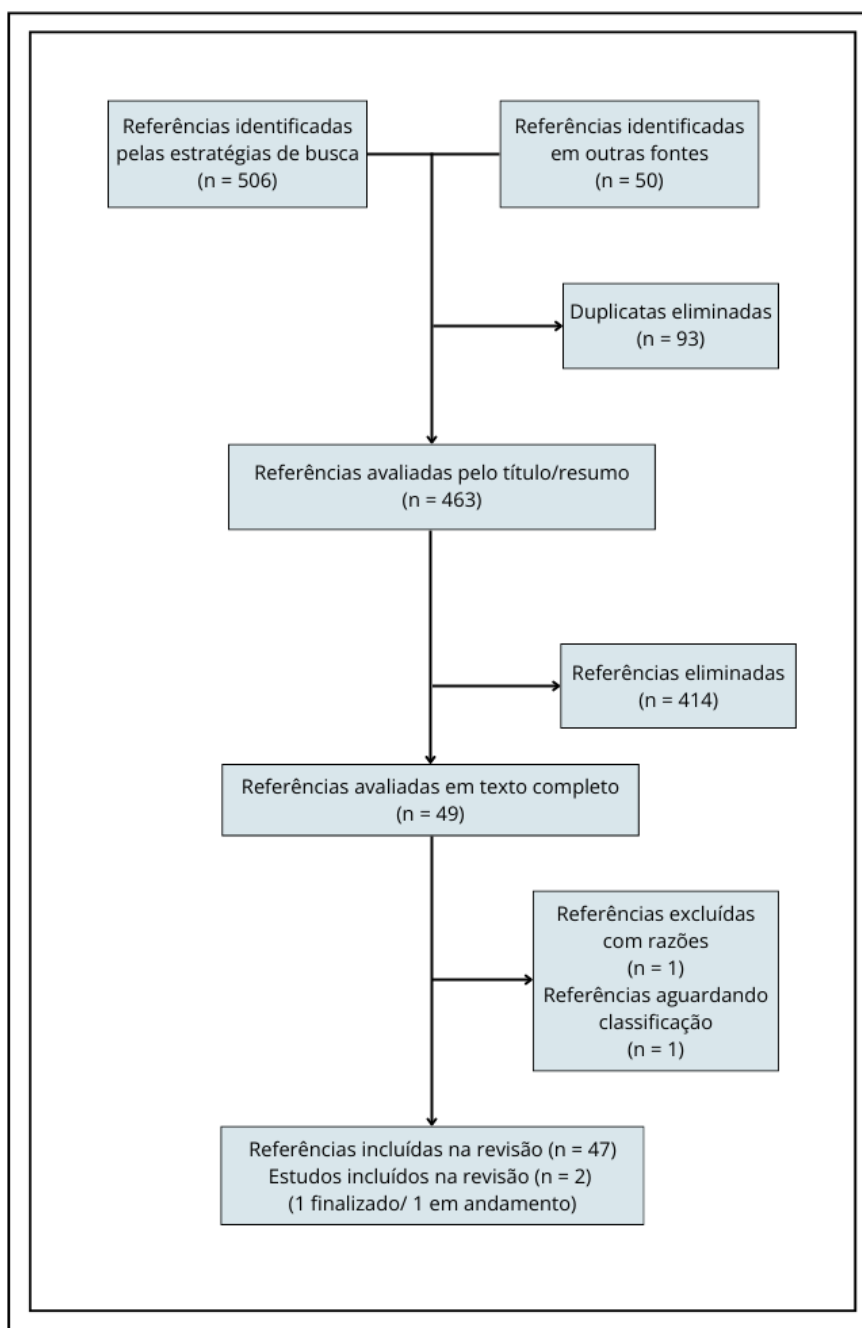 Referências identificadas
pelas estratégias de busca
(n = 506)
Referências identificadas
em outras fontes
(n = 50)
Duplicatas eliminadas
(n = 93)
Referências avaliadas pelo título/resumo
(n = 463)
Referências eliminadas
(n = 414)
Referências avaliadas em texto completo
(n = 49)
Referências excluídas
com razões
(n = 1)
Referências aguardando
classificação
(n = 1)
Referências incluídas na revisão (n = 47)
Estudos incluídos na revisão (n = 2)
(1 finalizado/ 1 em andamento)